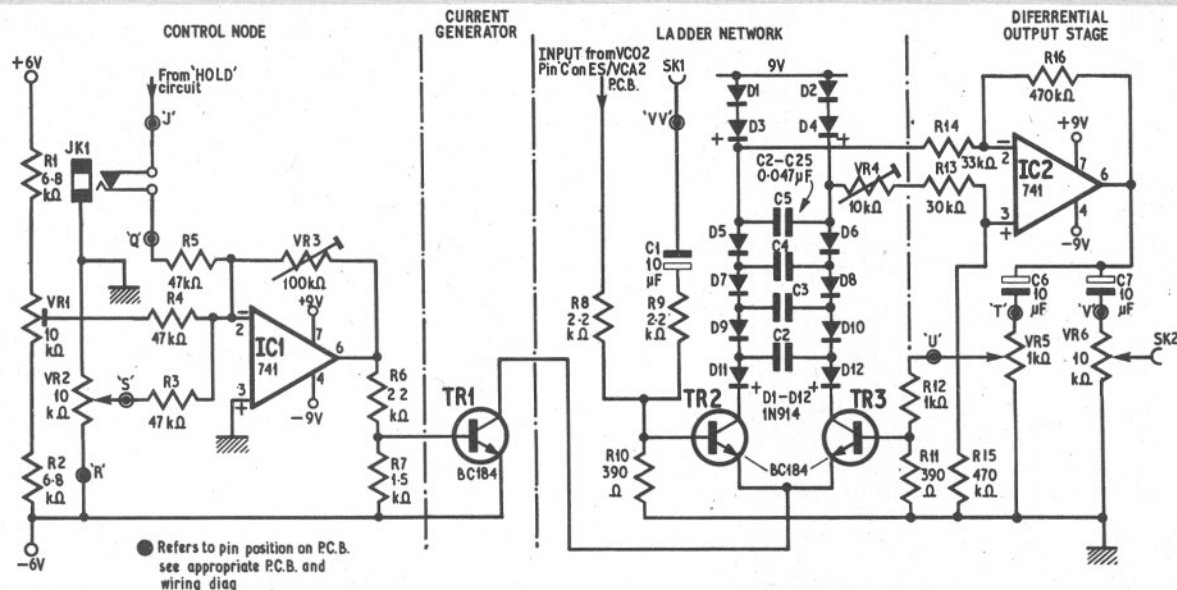 CONTROL NODE
CURRENT
GENERATOR
LADDER NETWORK
DIFERENTIAL
OUTPUT STAGE
+6V
From 'HOLD'
circuit
'J'
JK1
R1
6·8
kΩ
'Q'
R5
47kΩ
VR3
100kΩ
R4
47kΩ
VR1
10
kΩ
VR2
10
kΩ
'S'
R3
47kΩ
+9V
2
7
IC1
741
6
3
4
-9V
R6
2·2
kΩ
R7
1·5
kΩ
R2
6·8
kΩ
'R'
-6V
TR1
BC184
INPUT from VCO2
Pin 'C' on ES/VCA2
P.C.B.
SK1
'VV'
C1
10
µF
R8
2·2
kΩ
R9
2·2
kΩ
9V
D1
D2
D3
D4
C2-C25
0·047µF
C5
D5
D6
C4
D7
D8
C3
D9
D10
C2
D11
D12
D1-D12
1N914
TR2
TR3
BC184
R10
390
Ω
VR4
10kΩ
R14
33kΩ
R13
30kΩ
R16
470kΩ
+9V
2
7
IC2
741
6
3
4
-9V
C6
10
µF
C7
10
µF
'T'
'V'
'U'
VR5
1kΩ
VR6
10
kΩ
SK2
R12
1kΩ
R11
390
Ω
R15
470
kΩ
Refers to pin position on P.C.B.
see appropriate P.C.B. and
wiring diag